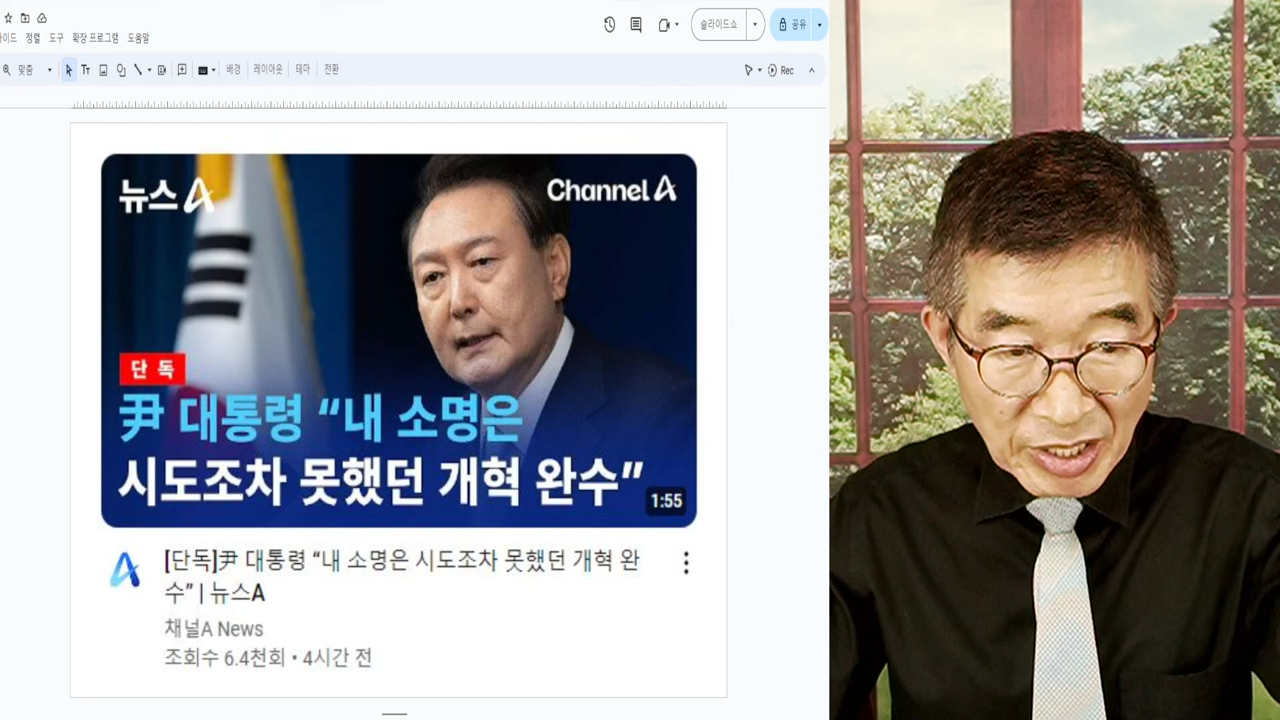 슬라이드쇼
공유
이드 정렬 도구 확장 프로그램 도움말
맞춤
배경 레이아웃 테마 전환
Rec
뉴스A
Channel A
단독
尹 대통령 “내 소명은
시도조차 못했던 개혁 완수”
1:55
[단독]尹 대통령 “내 소명은 시도조차 못했던 개혁 완
수” | 뉴스A
채널A News
조회수 6.4천회 • 4시간 전